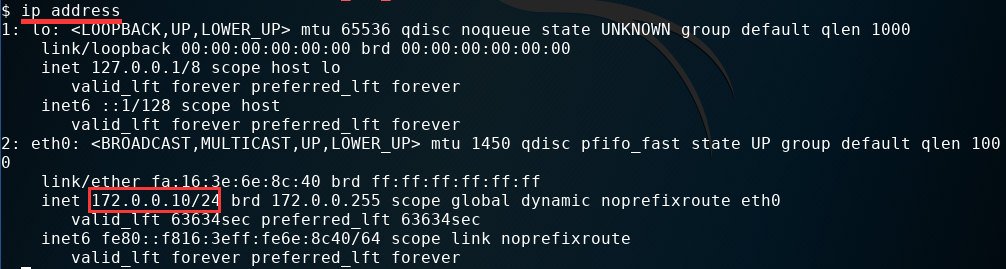 $ ip address
1: lo: <LOOPBACK,UP,LOWER_UP> mtu 65536 qdisc noqueue state UNKNOWN group default qlen 1000
link/loopback 00:00:00:00:00:00 brd 00:00:00:00:00:00
inet 127.0.0.1/8 scope host lo
valid_lft forever preferred_lft forever
inet6 ::1/128 scope host
valid_lft forever preferred_lft forever
2: eth0: <BROADCAST,MULTICAST,UP,LOWER_UP> mtu 1450 qdisc pfifo_fast state UP group default qlen 100
0
link/ether fa:16:3e:6e:8c:40 brd ff:ff:ff:ff:ff:ff
inet 172.0.0.10/24 brd 172.0.0.255 scope global dynamic noprefixroute eth0
valid_lft 63634sec preferred_lft 63634sec
inet6 fe80::f816:3eff:fe6e:8c40/64 scope link noprefixroute
valid_lft forever preferred_lft forever